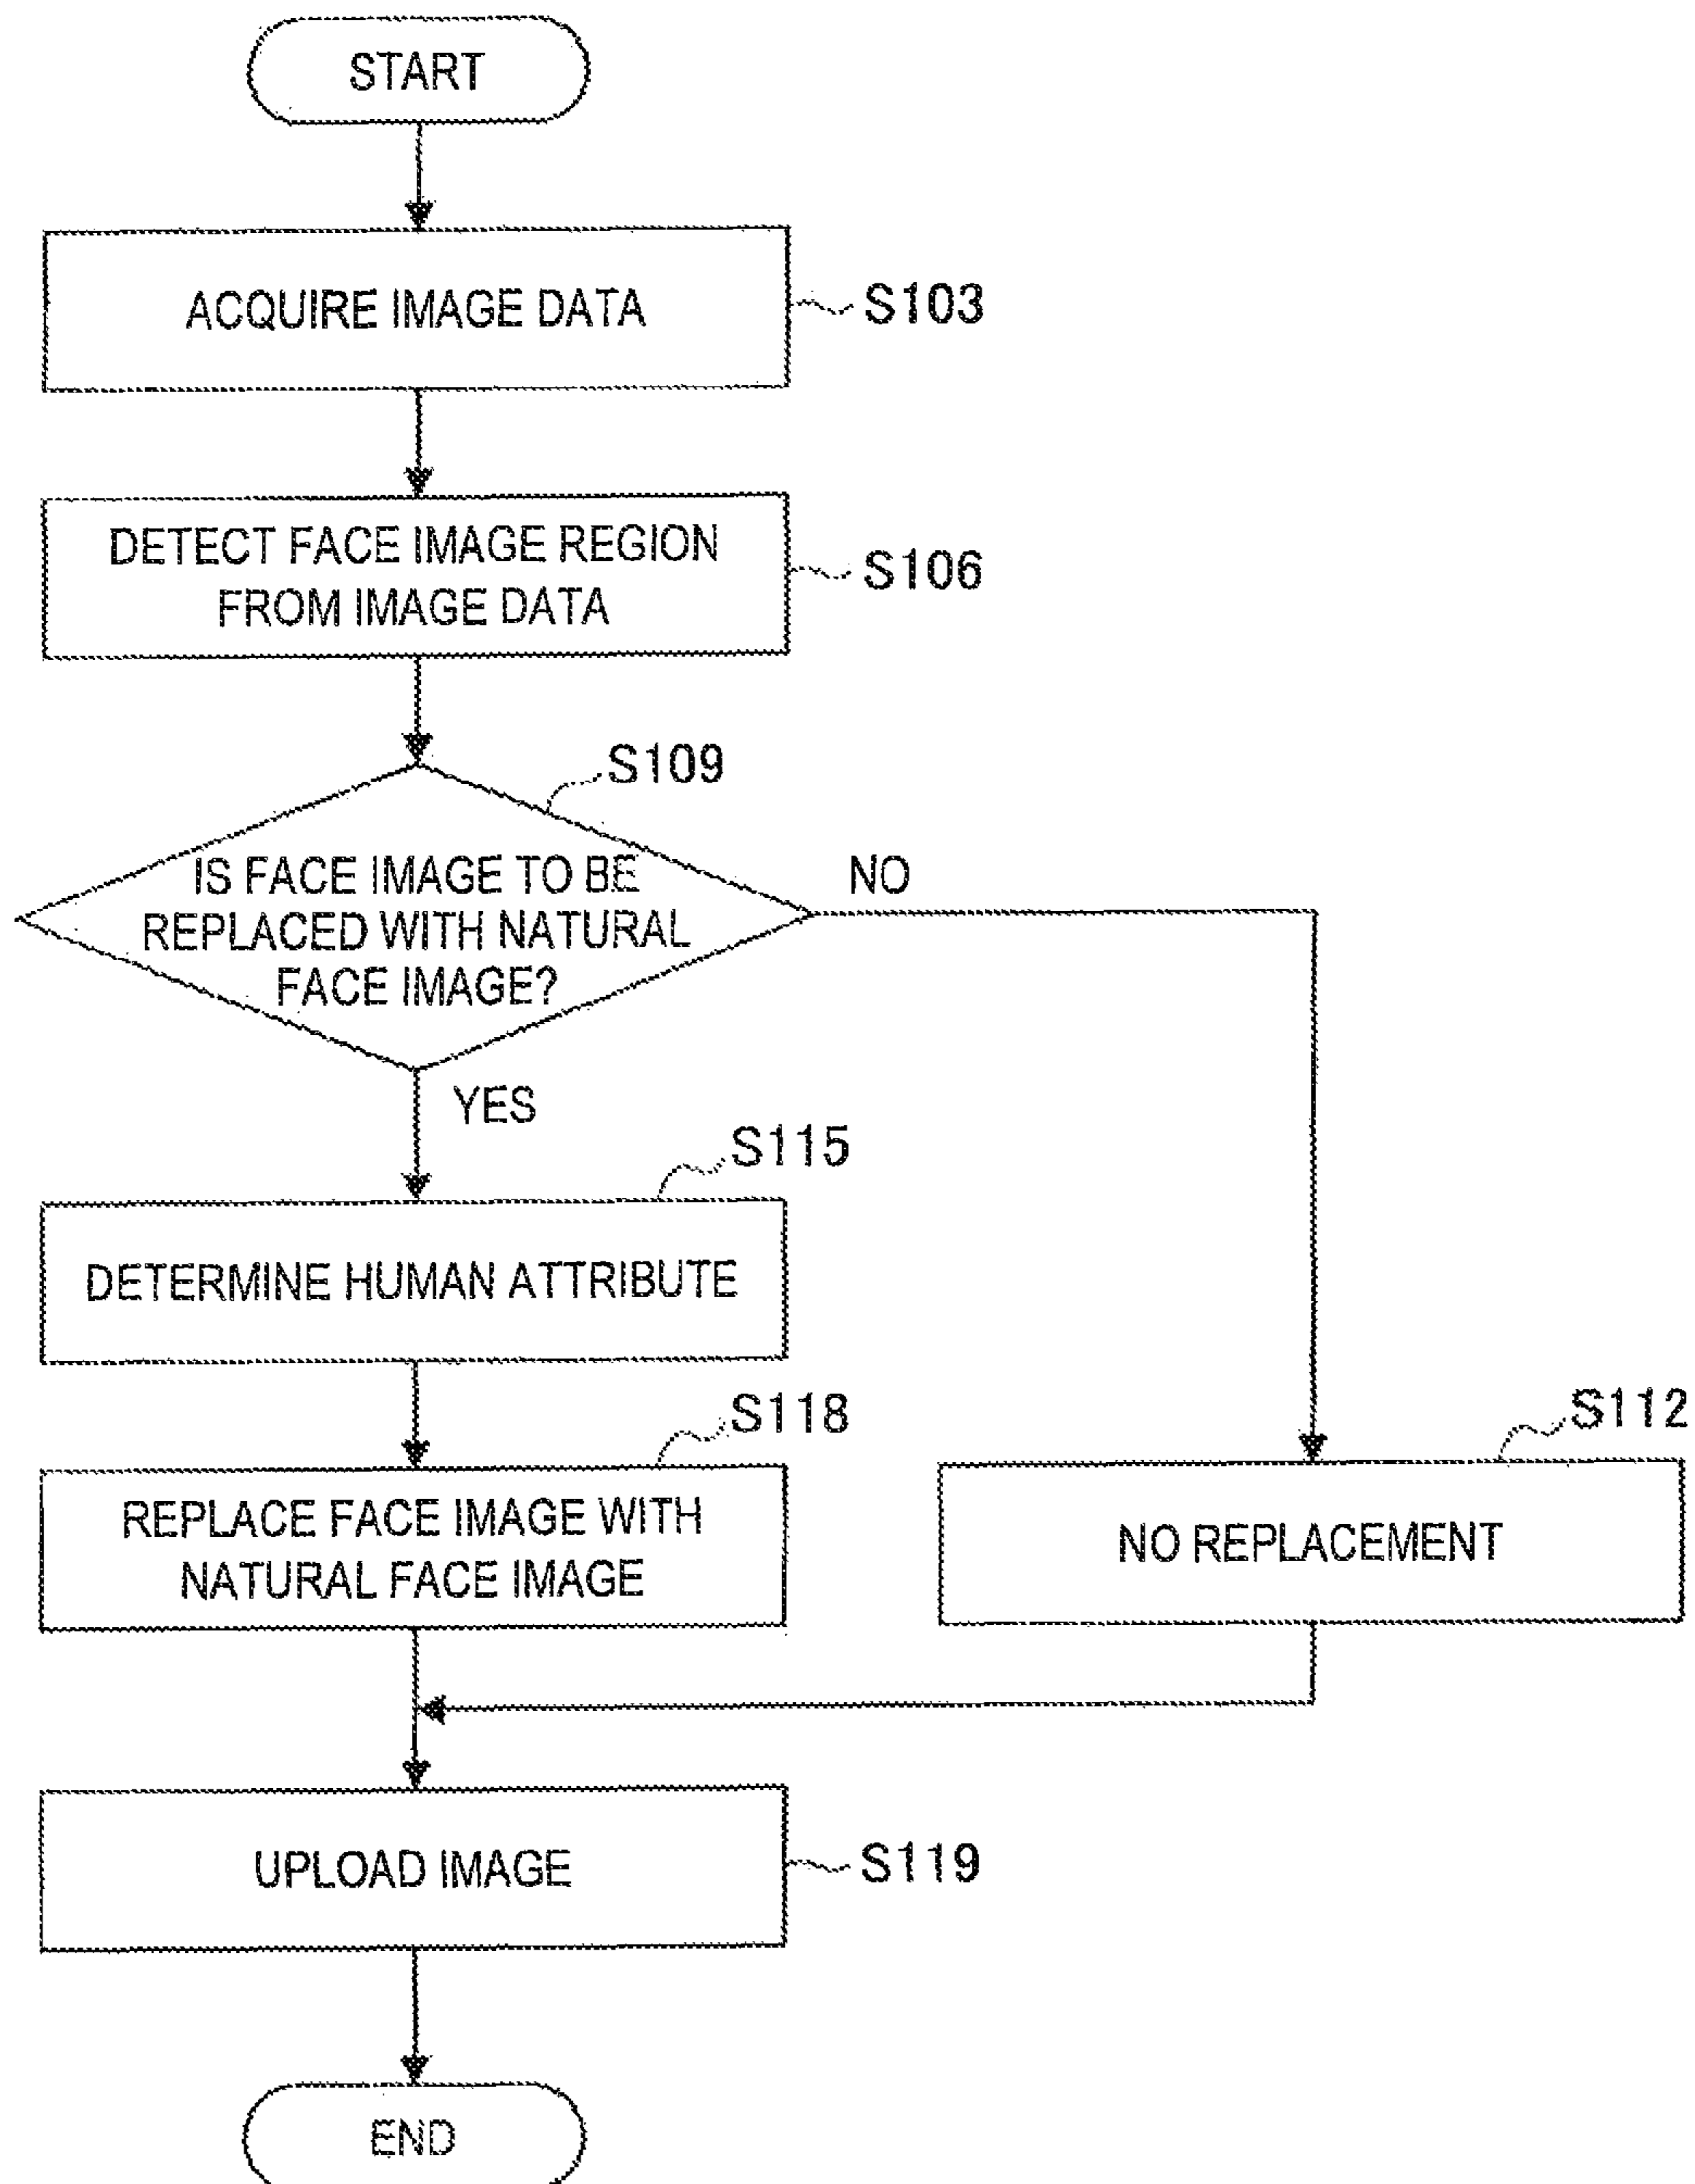 START
ACQUIRE IMAGE DATA
S103
DETECT FACE IMAGE REGION
FROM IMAGE DATA
S106
S109
IS FACE IMAGE TO BE
REPLACED WITH NATURAL
FACE IMAGE?
NO
YES
S115
DETERMINE HUMAN ATTRIBUTE
S118
REPLACE FACE IMAGE WITH
NATURAL FACE IMAGE
S112
NO REPLACEMENT
UPLOAD IMAGE
S119
END